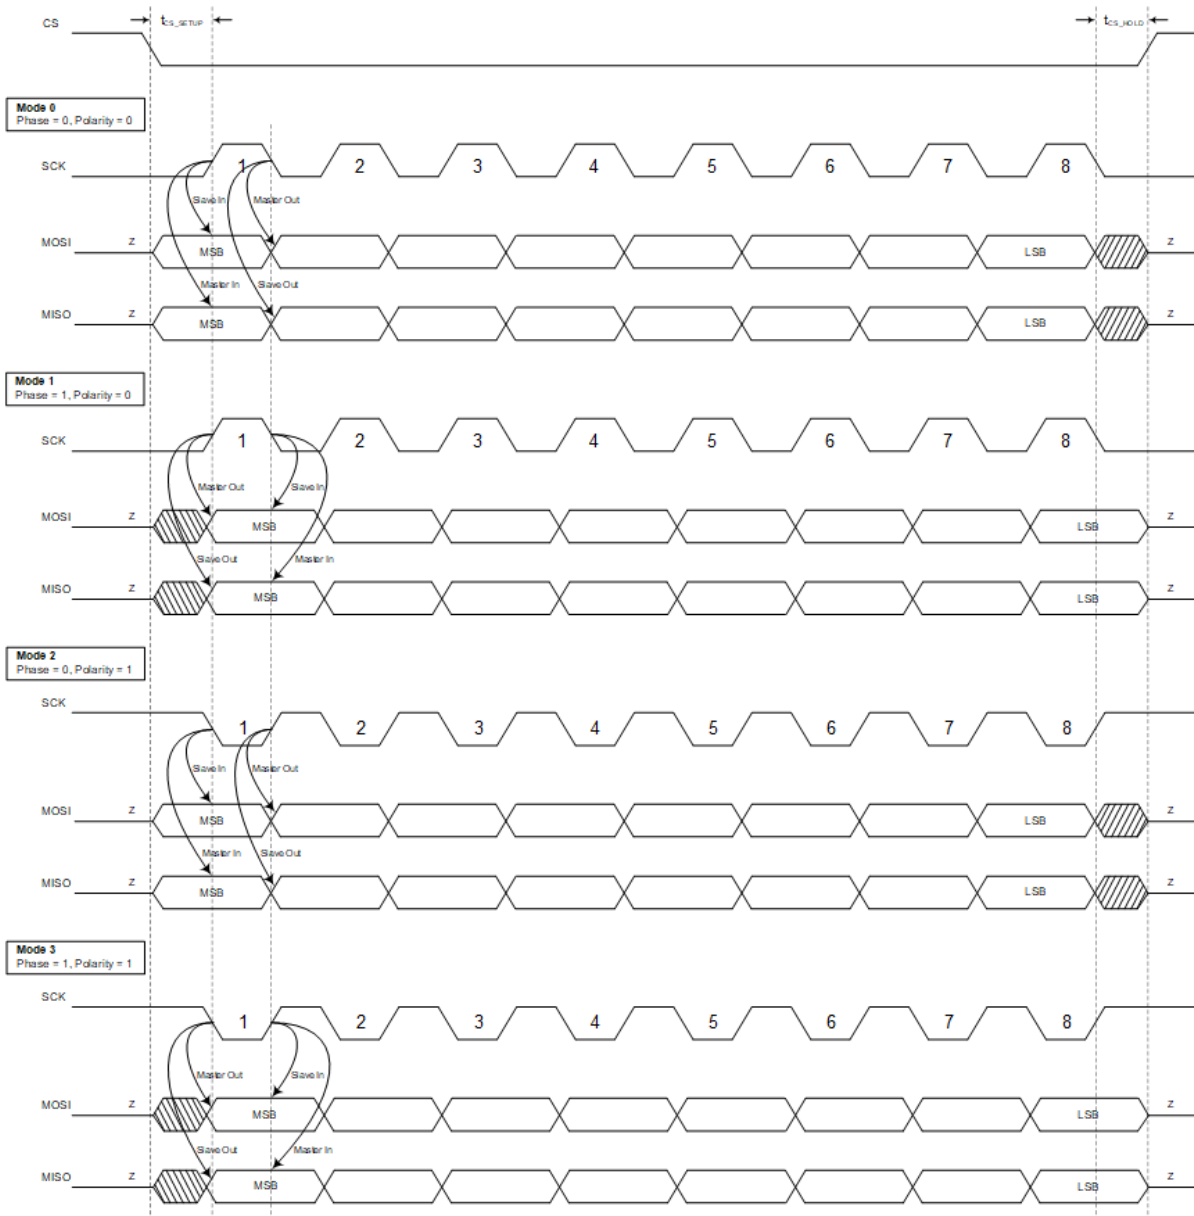 CS
tCS_SETUP
tCS_HOLD
Mode 0
Phase = 0, Polarity = 0
SCK
1 2 3 4 5 6 7 8
Slave In Master Out
MOSI Z MSB LSB Z
Master In Slave Out
MISO Z MSB LSB Z
Mode 1
Phase = 1, Polarity = 0
SCK
1 2 3 4 5 6 7 8
Master Out Slave In
MOSI Z MSB LSB Z
Slave Out Master In
MISO Z MSB LSB Z
Mode 2
Phase = 0, Polarity = 1
SCK
1 2 3 4 5 6 7 8
Slave In Master Out
MOSI Z MSB LSB Z
Master In Slave Out
MISO Z MSB LSB Z
Mode 3
Phase = 1, Polarity = 1
SCK
1 2 3 4 5 6 7 8
Master Out Slave In
MOSI Z MSB LSB Z
Slave Out Master In
MISO Z MSB LSB Z